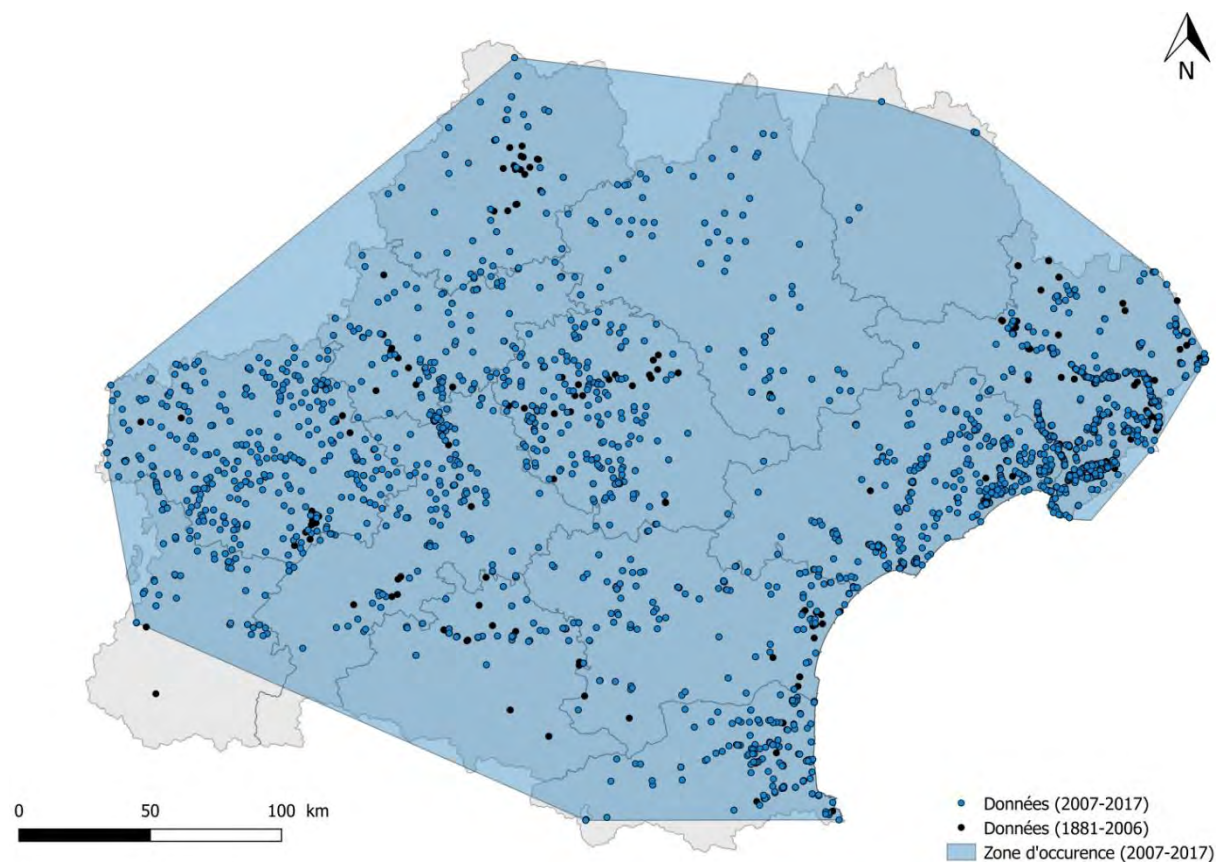 N
0 50 100 km
Données (2007-2017)
Données (1881-2006)
Zone d'occurence (2007-2017)